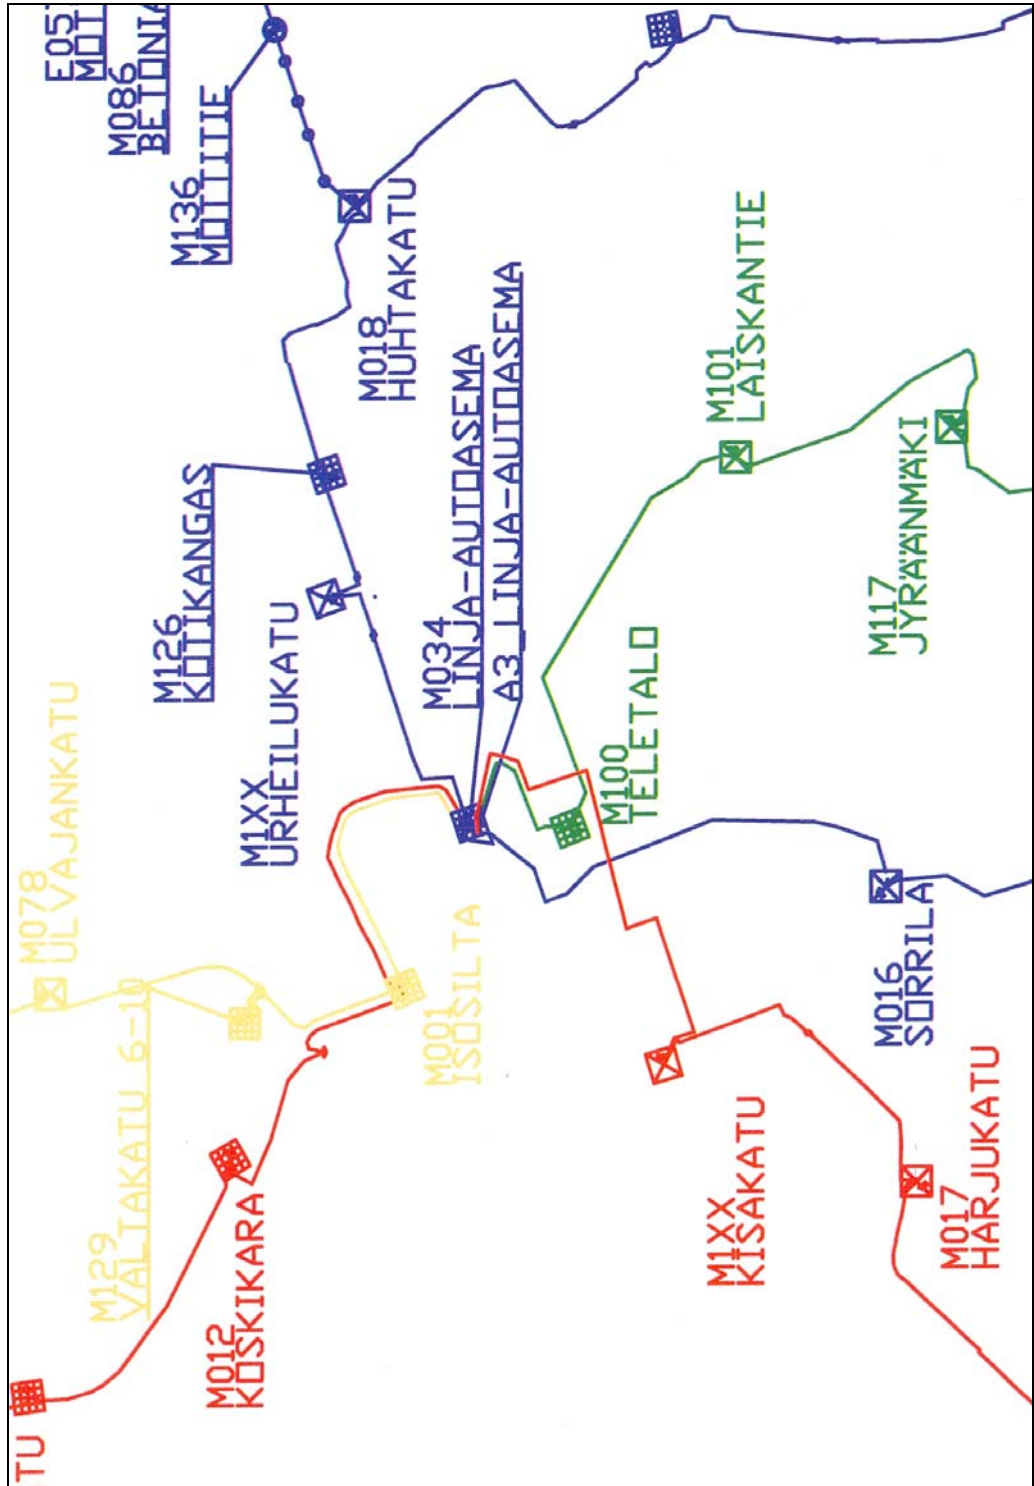 E05
MOT
M086
BETONIA
M136
MOTTITIE
M018
HUHTAKATU
M126
KOTIKANGAS
M034
LINJA-AUTOASEMA
A3 LINJA-AUTOASEMA
M1XX
URHEILUKATU
M101
LAISKANTIE
M117
JYRÄÄNMÄKI
M100
TELETALO
M078
ULVAJANKATU
M129
VALTAKATU 6-10
M001
ISOSILTA
M016
SORRILA
M012
KOSKIKARA
M1XX
KISAKATU
M017
HARJUKATU
TU